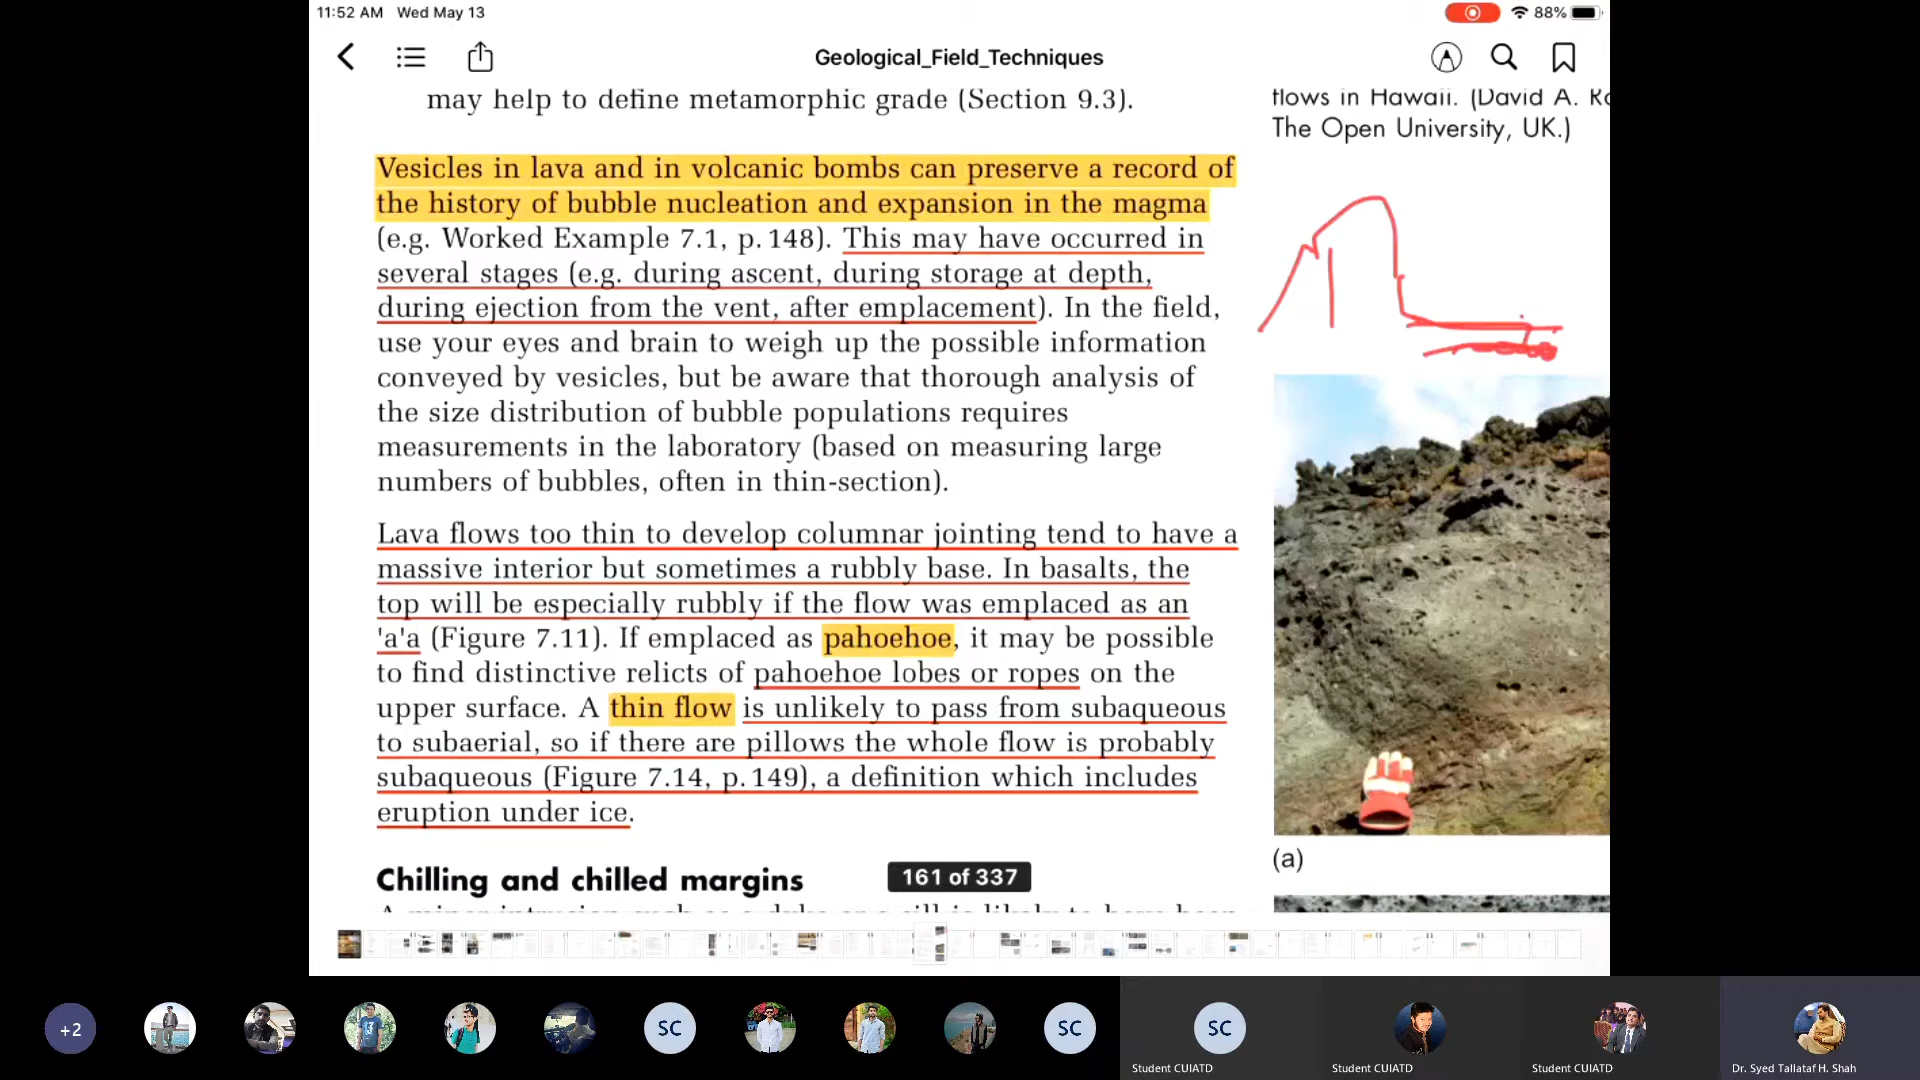 11:52 AM Wed May 13
88%
Geological_Field_Techniques
may help to define metamorphic grade (Section 9.3).
Vesicles in lava and in volcanic bombs can preserve a record of
the history of bubble nucleation and expansion in the magma
(e.g. Worked Example 7.1, p. 148). This may have occurred in
several stages (e.g. during ascent, during storage at depth,
during ejection from the vent, after emplacement). In the field,
use your eyes and brain to weigh up the possible information
conveyed by vesicles, but be aware that thorough analysis of
the size distribution of bubble populations requires
measurements in the laboratory (based on measuring large
numbers of bubbles, often in thin-section).
Lava flows too thin to develop columnar jointing tend to have a
massive interior but sometimes a rubbly base. In basalts, the
top will be especially rubbly if the flow was emplaced as an
'a'a (Figure 7.11). If emplaced as pahoehoe, it may be possible
to find distinctive relicts of pahoehoe lobes or ropes on the
upper surface. A thin flow is unlikely to pass from subaqueous
to subaerial, so if there are pillows the whole flow is probably
subaqueous (Figure 7.14, p. 149), a definition which includes
eruption under ice.
Chilling and chilled margins
161 of 337
flows in Hawaii. (David A. Ro
The Open University, UK.)
(a)
+2
SC
SC
SC
Student CUIATD
Student CUIATD
Student CUIATD
Dr. Syed Tallataf H. Shah